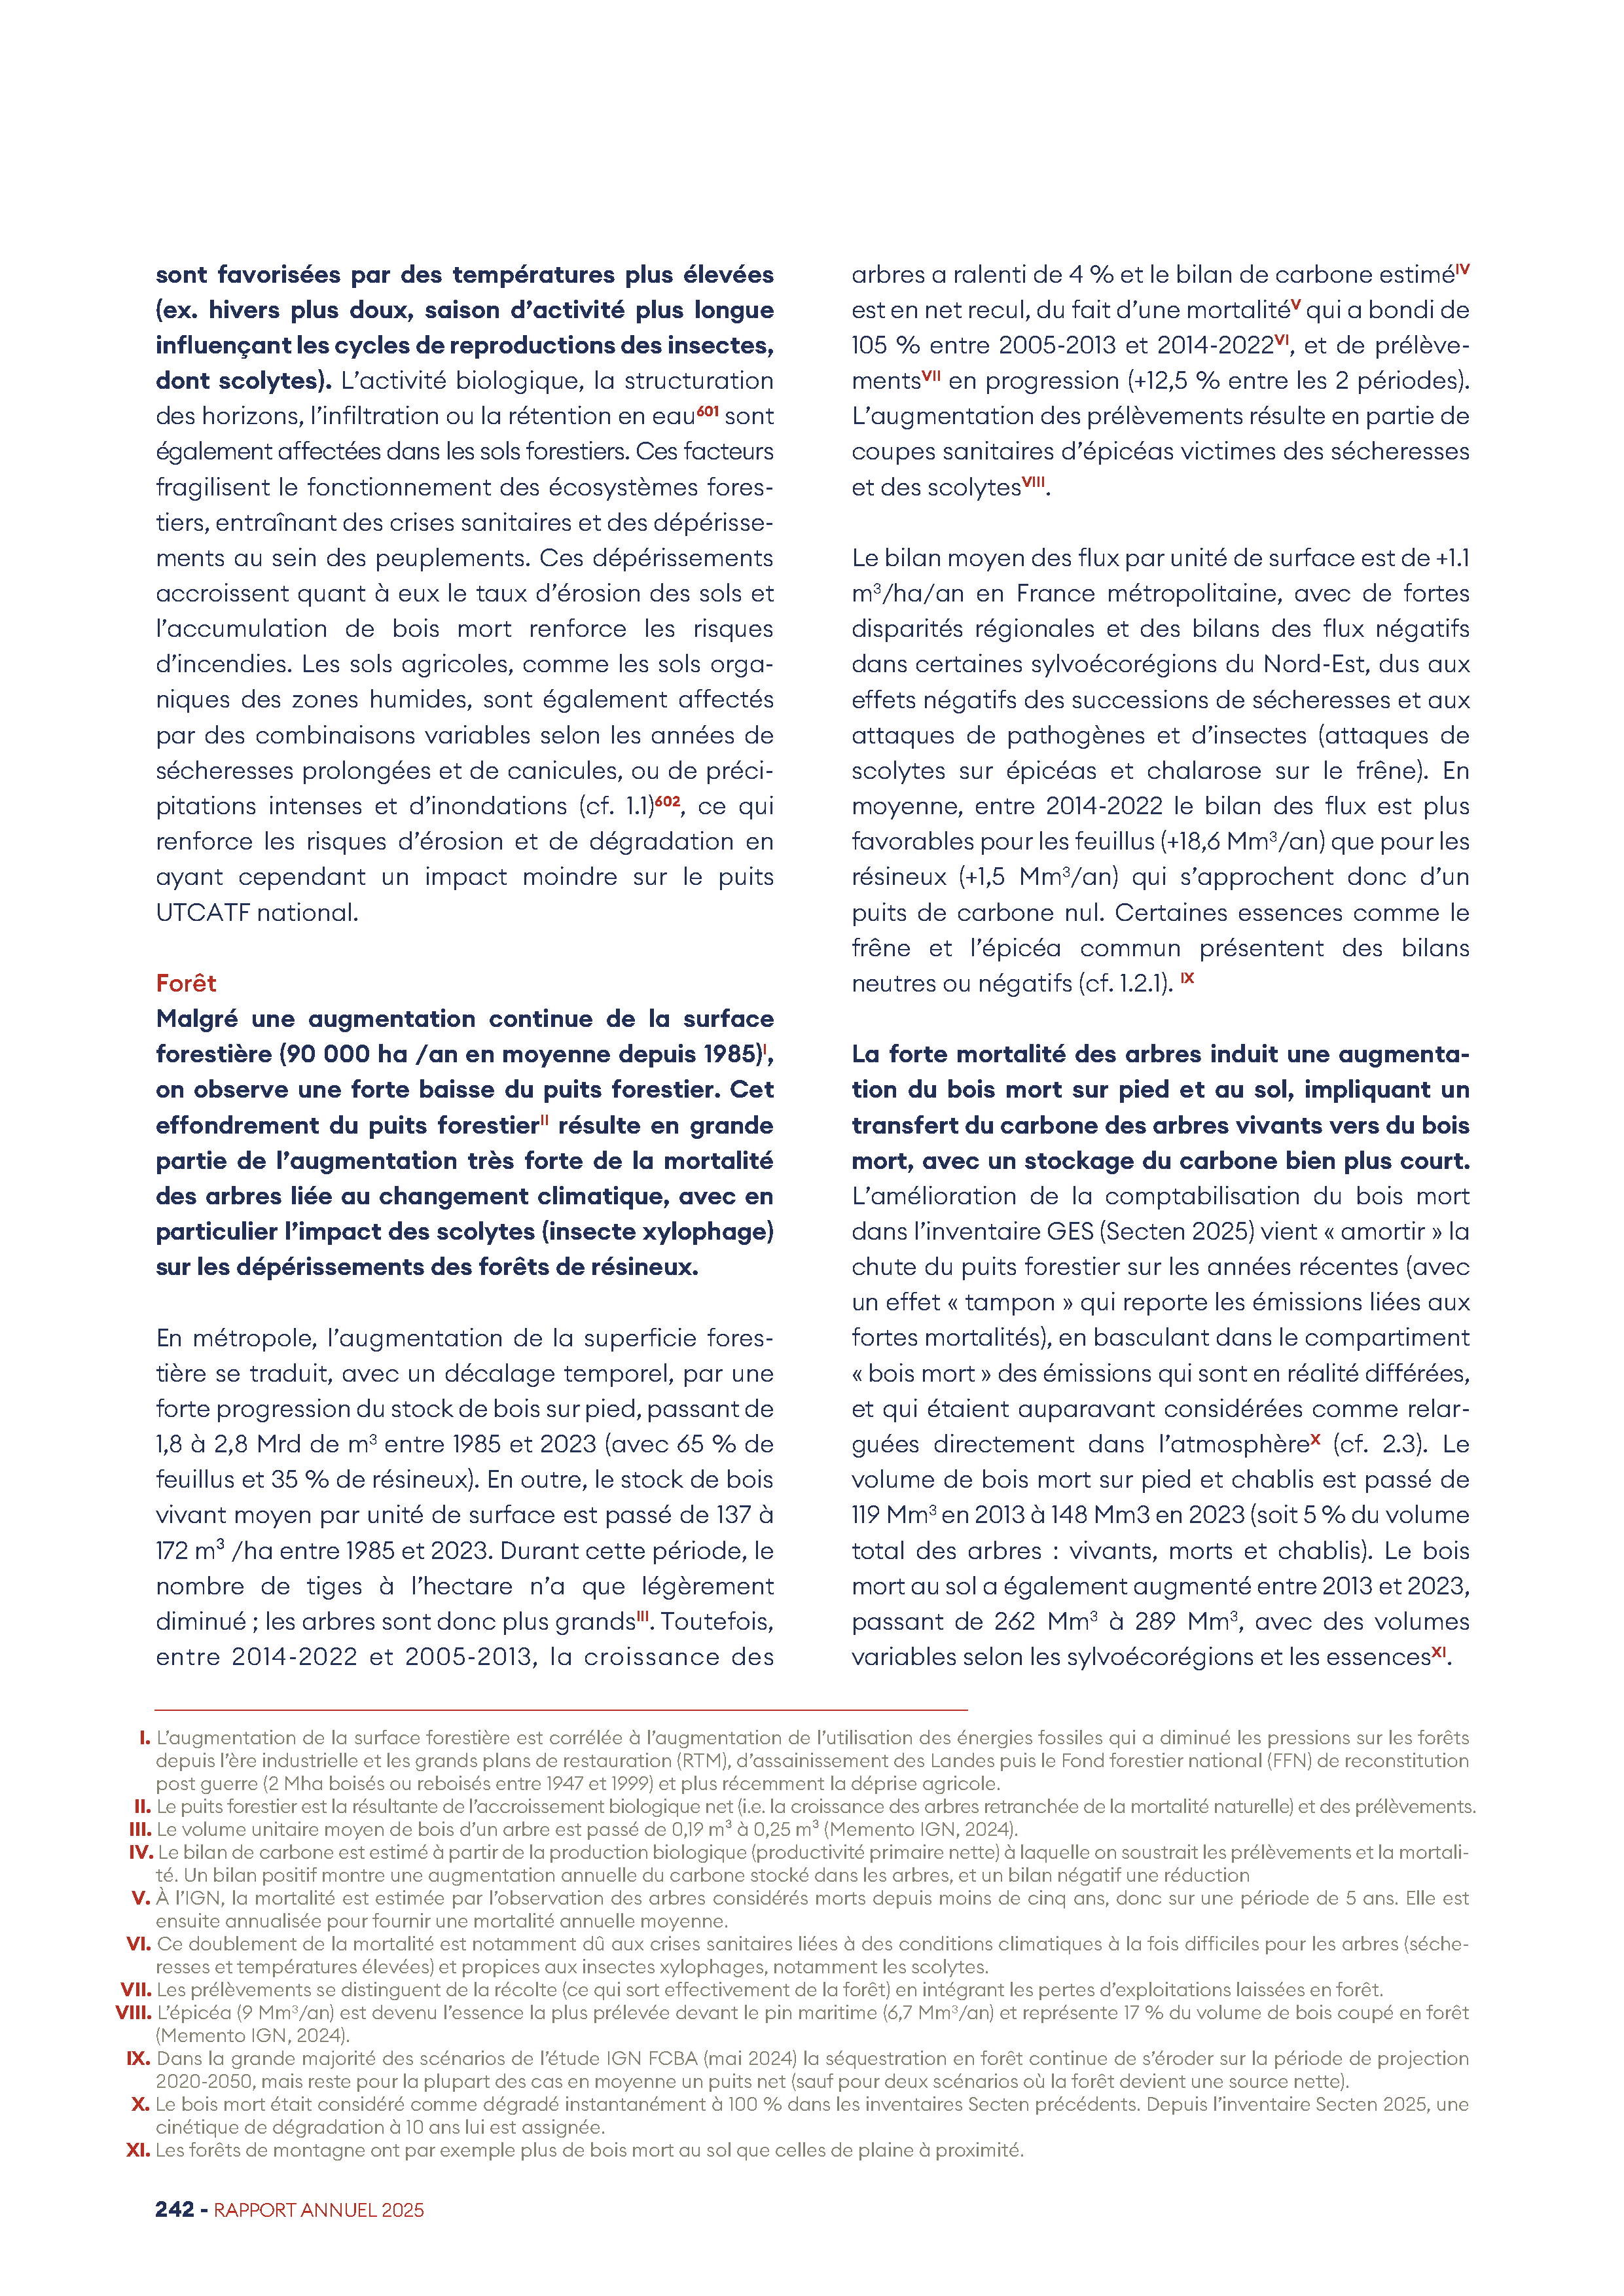 sont favorisées par des températures plus élevées
(ex. hivers plus doux, saison d’activité plus longue
influençant les cycles de reproductions des insectes,
dont scolytes). L’activité biologique, la structuration
des horizons, l’infiltration ou la rétention en eau⁶⁰¹ sont
également affectées dans les sols forestiers. Ces facteurs
fragilisent le fonctionnement des écosystèmes fores-
tiers, entraînant des crises sanitaires et des dépérisse-
ments au sein des peuplements. Ces dépérissements
accroissent quant à eux le taux d’érosion des sols et
l’accumulation de bois mort renforce les risques
d’incendies. Les sols agricoles, comme les sols orga-
niques des zones humides, sont également affectés
par des combinaisons variables selon les années de
sécheresses prolongées et de canicules, ou de préci-
pitations intenses et d’inondations (cf. 1.1)⁶⁰², ce qui
renforce les risques d’érosion et de dégradation en
ayant cependant un impact moindre sur le puits
UTCATF national.
Forêt
Malgré une augmentation continue de la surface
forestière (90 000 ha /an en moyenne depuis 1985)ᴵ,
on observe une forte baisse du puits forestier. Cet
effondrement du puits forestierᴵᴵ résulte en grande
partie de l’augmentation très forte de la mortalité
des arbres liée au changement climatique, avec en
particulier l’impact des scolytes (insecte xylophage)
sur les dépérissements des forêts de résineux.
En métropole, l’augmentation de la superficie fores-
tière se traduit, avec un décalage temporel, par une
forte progression du stock de bois sur pied, passant de
1,8 à 2,8 Mrd de m³ entre 1985 et 2023 (avec 65 % de
feuillus et 35 % de résineux). En outre, le stock de bois
vivant moyen par unité de surface est passé de 137 à
172 m³ /ha entre 1985 et 2023. Durant cette période, le
nombre de tiges à l’hectare n’a que légèrement
diminué ; les arbres sont donc plus grandsᴵᴵᴵ. Toutefois,
entre 2014-2022 et 2005-2013, la croissance des
arbres a ralenti de 4 % et le bilan de carbone estiméᴵⱽ
est en net recul, du fait d’une mortalitéⱽ qui a bondi de
105 % entre 2005-2013 et 2014-2022ⱽᴵ, et de prélève-
mentsⱽᴵᴵ en progression (+12,5 % entre les 2 périodes).
L’augmentation des prélèvements résulte en partie de
coupes sanitaires d’épicéas victimes des sécheresses
et des scolytesⱽᴵᴵᴵ.
Le bilan moyen des flux par unité de surface est de +1.1
m³/ha/an en France métropolitaine, avec de fortes
disparités régionales et des bilans des flux négatifs
dans certaines sylvoécorégions du Nord-Est, dus aux
effets négatifs des successions de sécheresses et aux
attaques de pathogènes et d’insectes (attaques de
scolytes sur épicéas et chalarose sur le frêne). En
moyenne, entre 2014-2022 le bilan des flux est plus
favorables pour les feuillus (+18,6 Mm³/an) que pour les
résineux (+1,5 Mm³/an) qui s’approchent donc d’un
puits de carbone nul. Certaines essences comme le
frêne et l’épicéa commun présentent des bilans
neutres ou négatifs (cf. 1.2.1). IX
La forte mortalité des arbres induit une augmenta-
tion du bois mort sur pied et au sol, impliquant un
transfert du carbone des arbres vivants vers du bois
mort, avec un stockage du carbone bien plus court.
L’amélioration de la comptabilisation du bois mort
dans l’inventaire GES (Secten 2025) vient « amortir » la
chute du puits forestier sur les années récentes (avec
un effet « tampon » qui reporte les émissions liées aux
fortes mortalités), en basculant dans le compartiment
« bois mort » des émissions qui sont en réalité différées,
et qui étaient auparavant considérées comme relar-
guées directement dans l’atmosphèreX (cf. 2.3). Le
volume de bois mort sur pied et chablis est passé de
119 Mm³ en 2013 à 148 Mm3 en 2023 (soit 5 % du volume
total des arbres : vivants, morts et chablis). Le bois
mort au sol a également augmenté entre 2013 et 2023,
passant de 262 Mm³ à 289 Mm³, avec des volumes
variables selon les sylvoécorégions et les essencesXI.
I. L’augmentation de la surface forestière est corrélée à l’augmentation de l’utilisation des énergies fossiles qui a diminué les pressions sur les forêts
depuis l’ère industrielle et les grands plans de restauration (RTM), d’assainissement des Landes puis le Fond forestier national (FFN) de reconstitution
post guerre (2 Mha boisés ou reboisés entre 1947 et 1999) et plus récemment la déprise agricole.
II. Le puits forestier est la résultante de l’accroissement biologique net (i.e. la croissance des arbres retranchée de la mortalité naturelle) et des prélèvements.
III. Le volume unitaire moyen de bois d’un arbre est passé de 0,19 m³ à 0,25 m³ (Memento IGN, 2024).
IV. Le bilan de carbone est estimé à partir de la production biologique (productivité primaire nette) à laquelle on soustrait les prélèvements et la mortali-
té. Un bilan positif montre une augmentation annuelle du carbone stocké dans les arbres, et un bilan négatif une réduction
V. À l’IGN, la mortalité est estimée par l’observation des arbres considérés morts depuis moins de cinq ans, donc sur une période de 5 ans. Elle est
ensuite annualisée pour fournir une mortalité annuelle moyenne.
VI. Ce doublement de la mortalité est notamment dû aux crises sanitaires liées à des conditions climatiques à la fois difficiles pour les arbres (séche-
resses et températures élevées) et propices aux insectes xylophages, notamment les scolytes.
VII. Les prélèvements se distinguent de la récolte (ce qui sort effectivement de la forêt) en intégrant les pertes d’exploitations laissées en forêt.
VIII. L’épicéa (9 Mm³/an) est devenu l’essence la plus prélevée devant le pin maritime (6,7 Mm³/an) et représente 17 % du volume de bois coupé en forêt
(Memento IGN, 2024).
IX. Dans la grande majorité des scénarios de l’étude IGN FCBA (mai 2024) la séquestration en forêt continue de s’éroder sur la période de projection
2020-2050, mais reste pour la plupart des cas en moyenne un puits net (sauf pour deux scénarios où la forêt devient une source nette).
X. Le bois mort était considéré comme dégradé instantanément à 100 % dans les inventaires Secten précédents. Depuis l’inventaire Secten 2025, une
cinétique de dégradation à 10 ans lui est assignée.
XI. Les forêts de montagne ont par exemple plus de bois mort au sol que celles de plaine à proximité.
242 - RAPPORT ANNUEL 2025